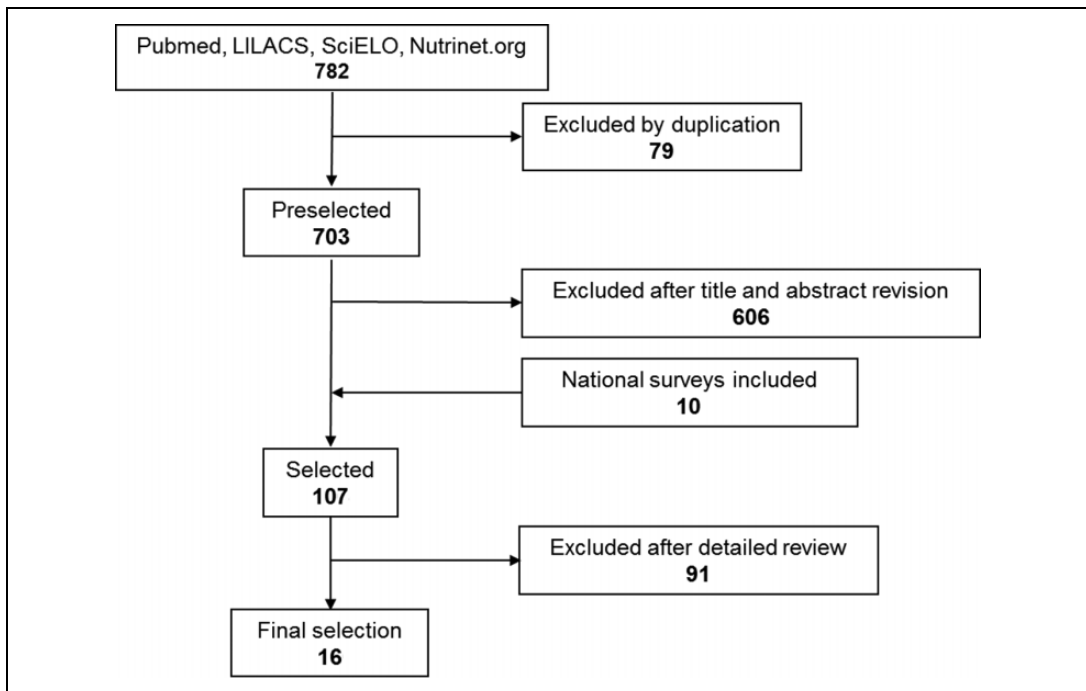 Pubmed, LILACS, SciELO, Nutrinet.org
782
Excluded by duplication
79
Preselected
703
Excluded after title and abstract revision
606
National surveys included
10
Selected
107
Excluded after detailed review
91
Final selection
16